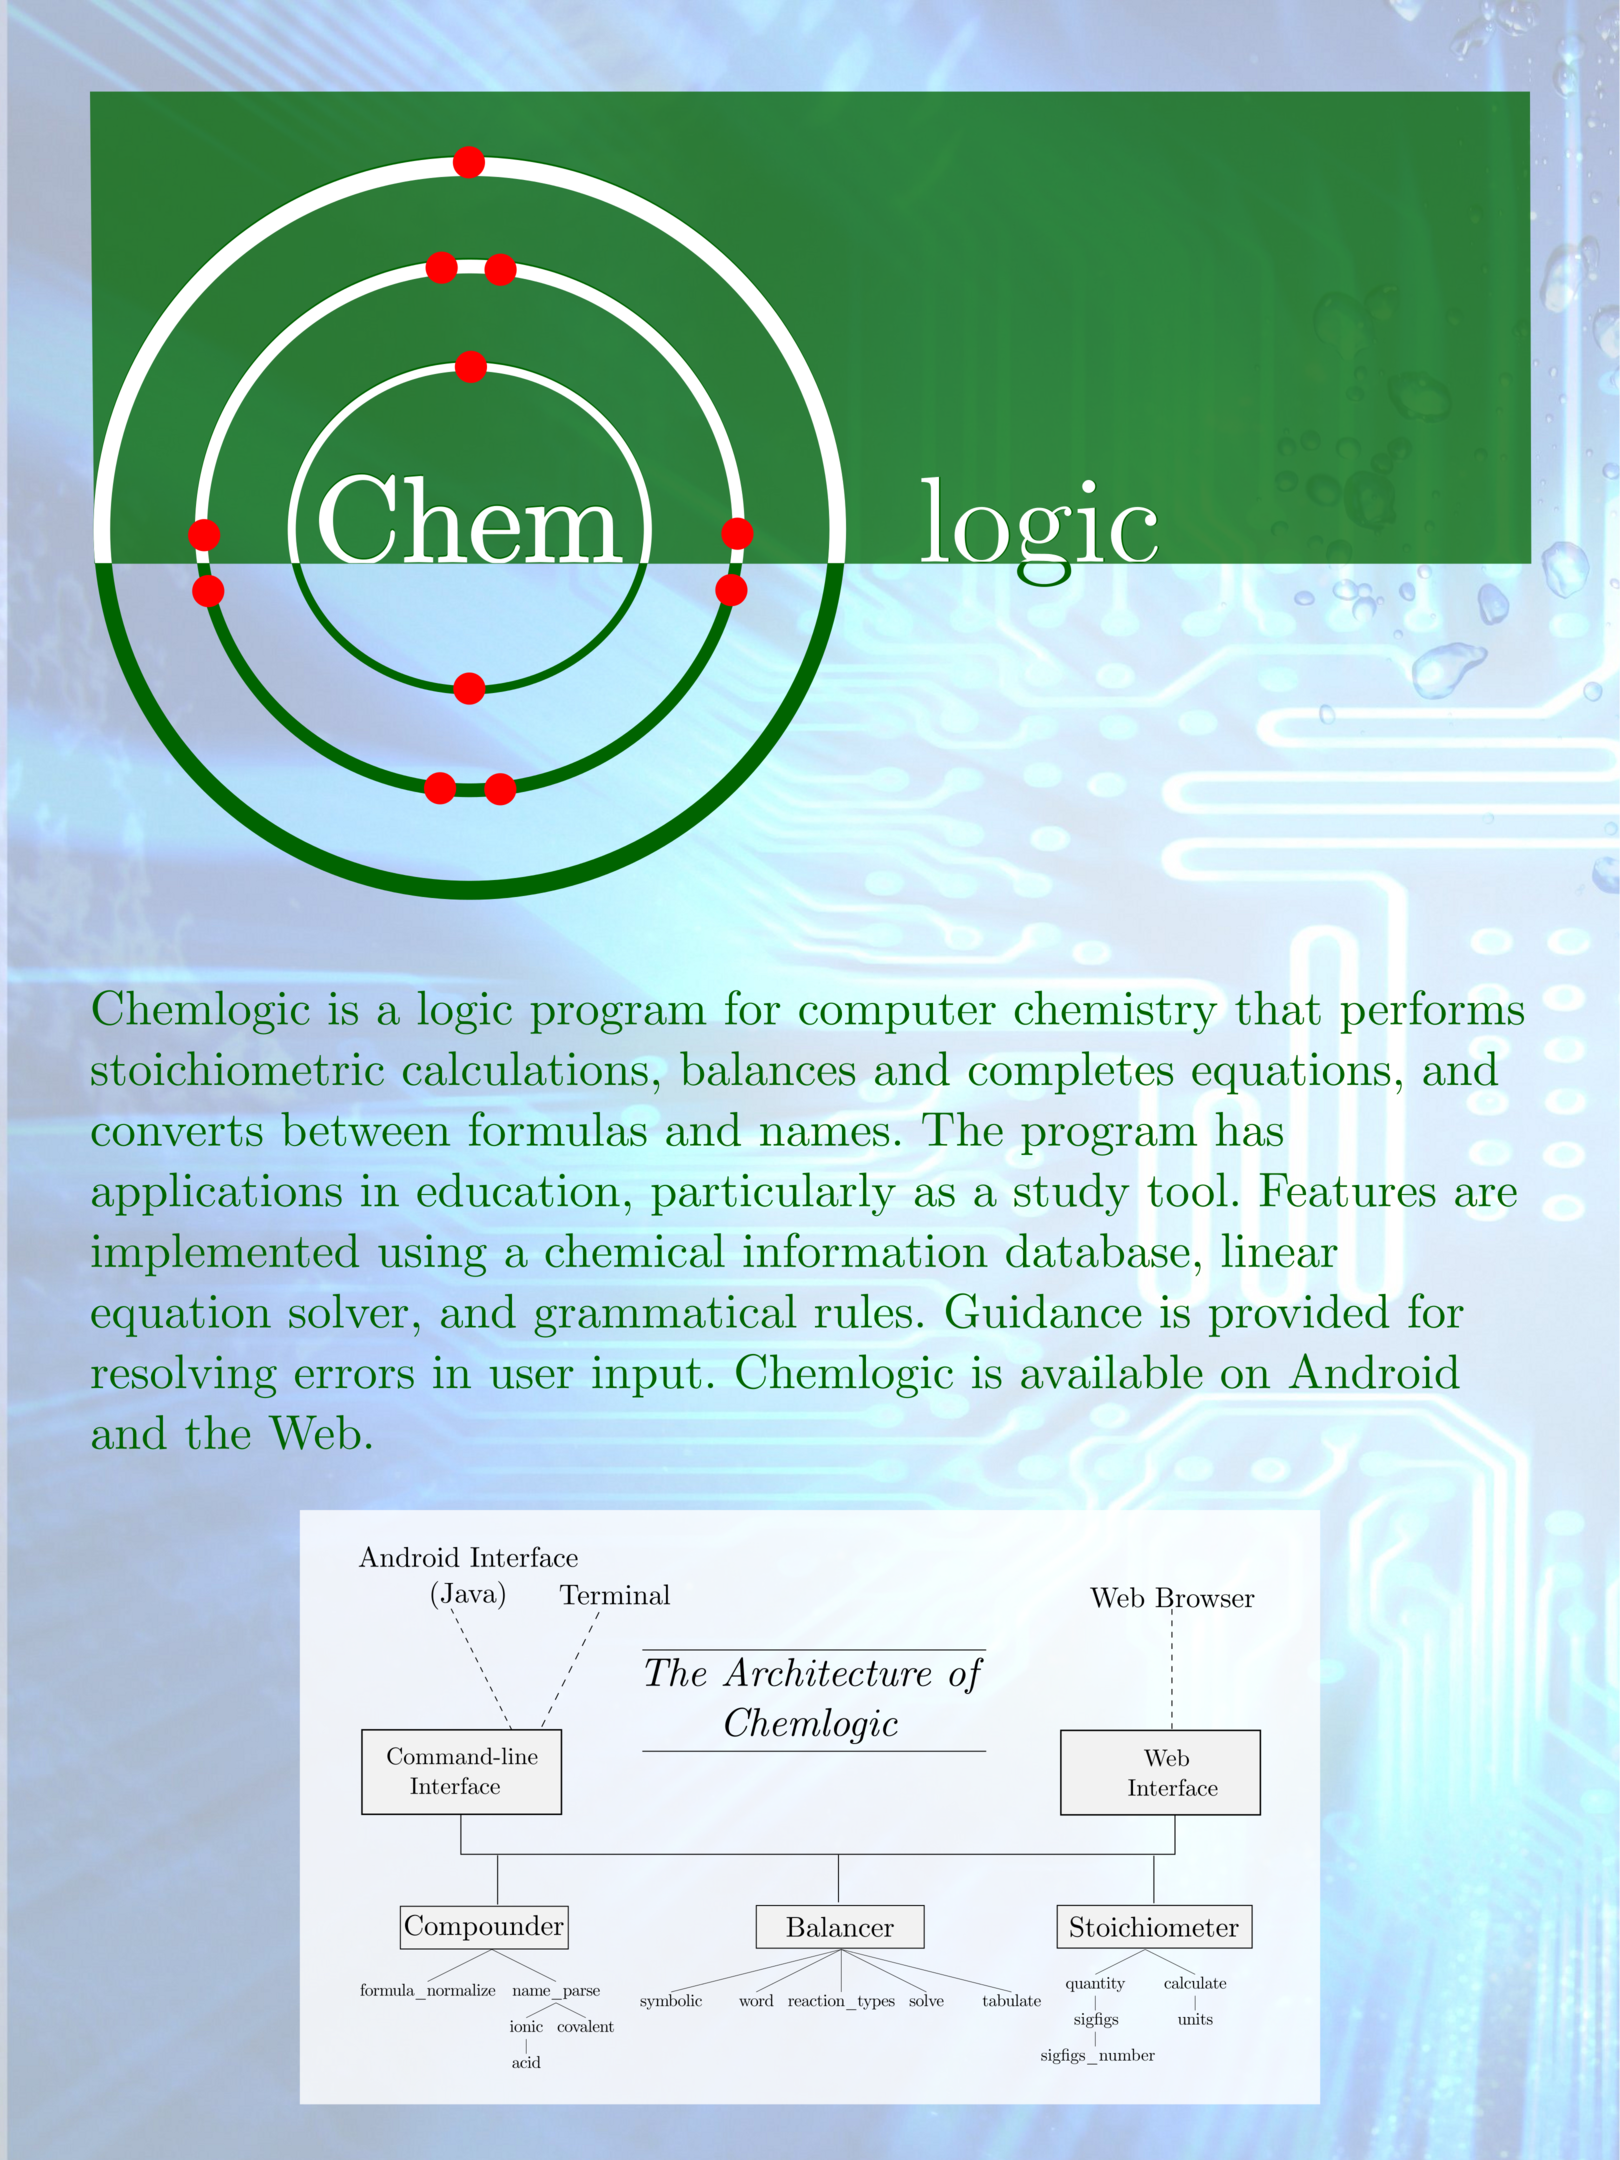 Chem logic
Chemlogic is a logic program for computer chemistry that performs
stoichiometric calculations, balances and completes equations, and
converts between formulas and names. The program has
applications in education, particularly as a study tool. Features are
implemented using a chemical information database, linear
equation solver, and grammatical rules. Guidance is provided for
resolving errors in user input. Chemlogic is available on Android
and the Web.
Android Interface
(Java)
Terminal
Web Browser
The Architecture of
Chemlogic
Command-line
Interface
Web
Interface
Compounder
Balancer
Stoichiometer
formula_normalize
name_parse
ionic
covalent
acid
symbolic
word
reaction_types
solve
tabulate
quantity
calculate
sigfigs
units
sigfigs_number